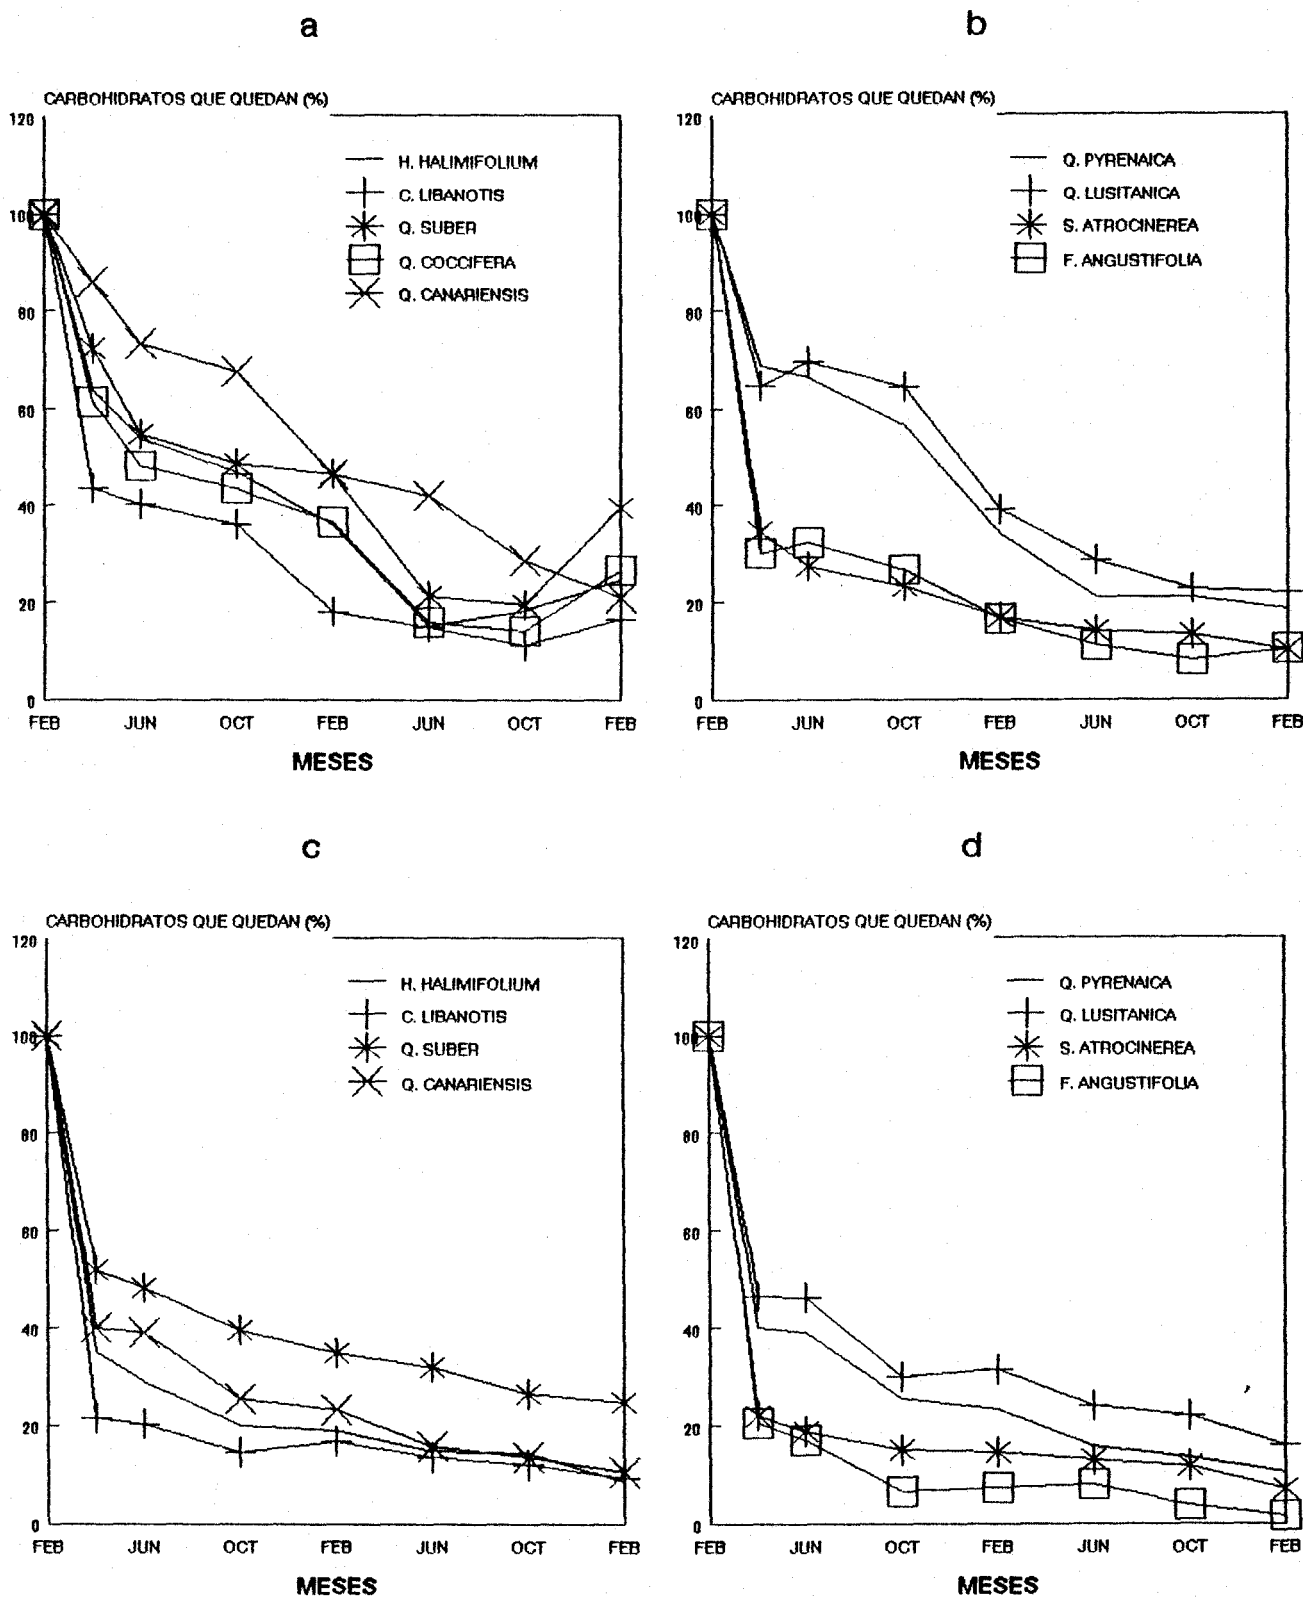 a
CARBOHIDRATOS QUE QUEDAN (%)
120
100
80
60
40
20
0
H. HALIMIFOLIUM
C. LIBANOTIS
Q. SUBER
Q. COCCIFERA
Q. CANARIENSIS
FEB JUN OCT FEB JUN OCT FEB
MESES
b
CARBOHIDRATOS QUE QUEDAN (%)
120
100
80
60
40
20
0
Q. PYRENAICA
Q. LUSITANICA
S. ATROCINEREA
F. ANGUSTIFOLIA
FEB JUN OCT FEB JUN OCT FEB
MESES
c
CARBOHIDRATOS QUE QUEDAN (%)
120
100
80
60
40
20
0
H. HALIMIFOLIUM
C. LIBANOTIS
Q. SUBER
Q. CANARIENSIS
FEB JUN OCT FEB JUN OCT FEB
MESES
d
CARBOHIDRATOS QUE QUEDAN (%)
120
100
80
60
40
20
0
Q. PYRENAICA
Q. LUSITANICA
S. ATROCINEREA
F. ANGUSTIFOLIA
FEB JUN OCT FEB JUN OCT FEB
MESES